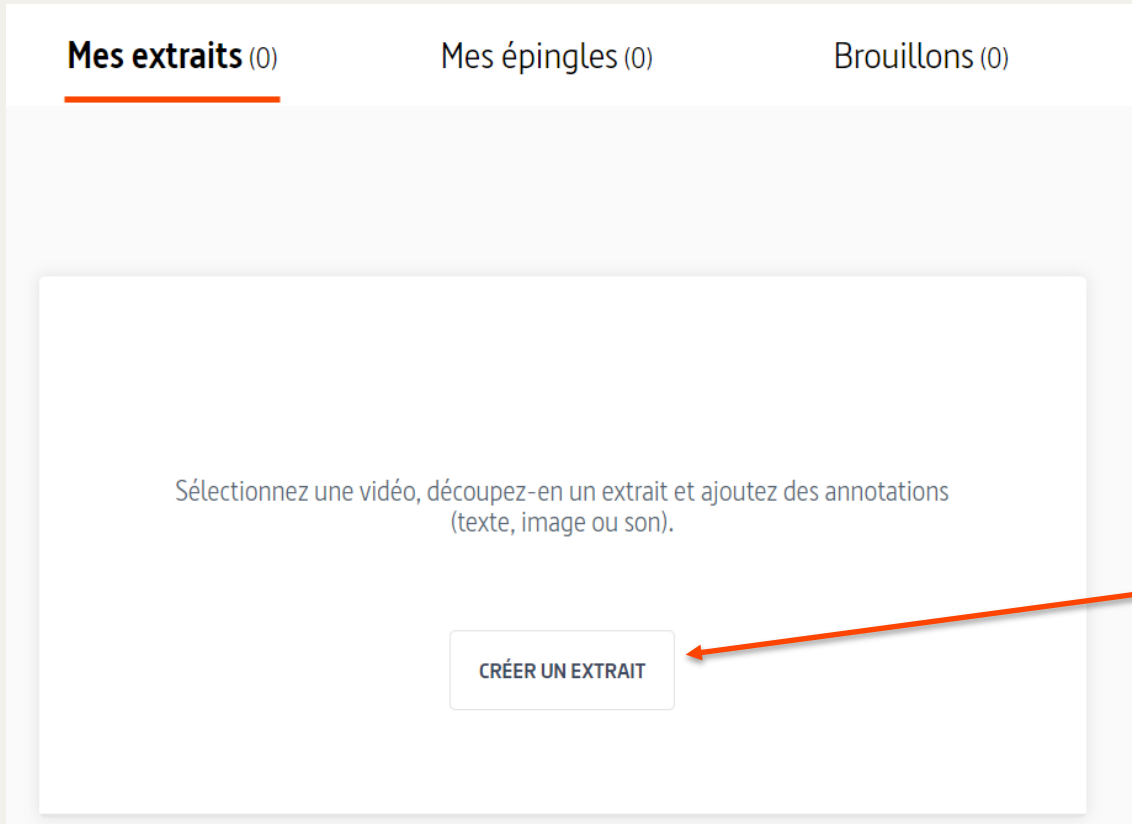 Mes extraits (0) Mes épingles (0) Brouillons (0)
Sélectionnez une vidéo, découpez-en un extrait et ajoutez des annotations
(texte, image ou son).
CRÉER UN EXTRAIT